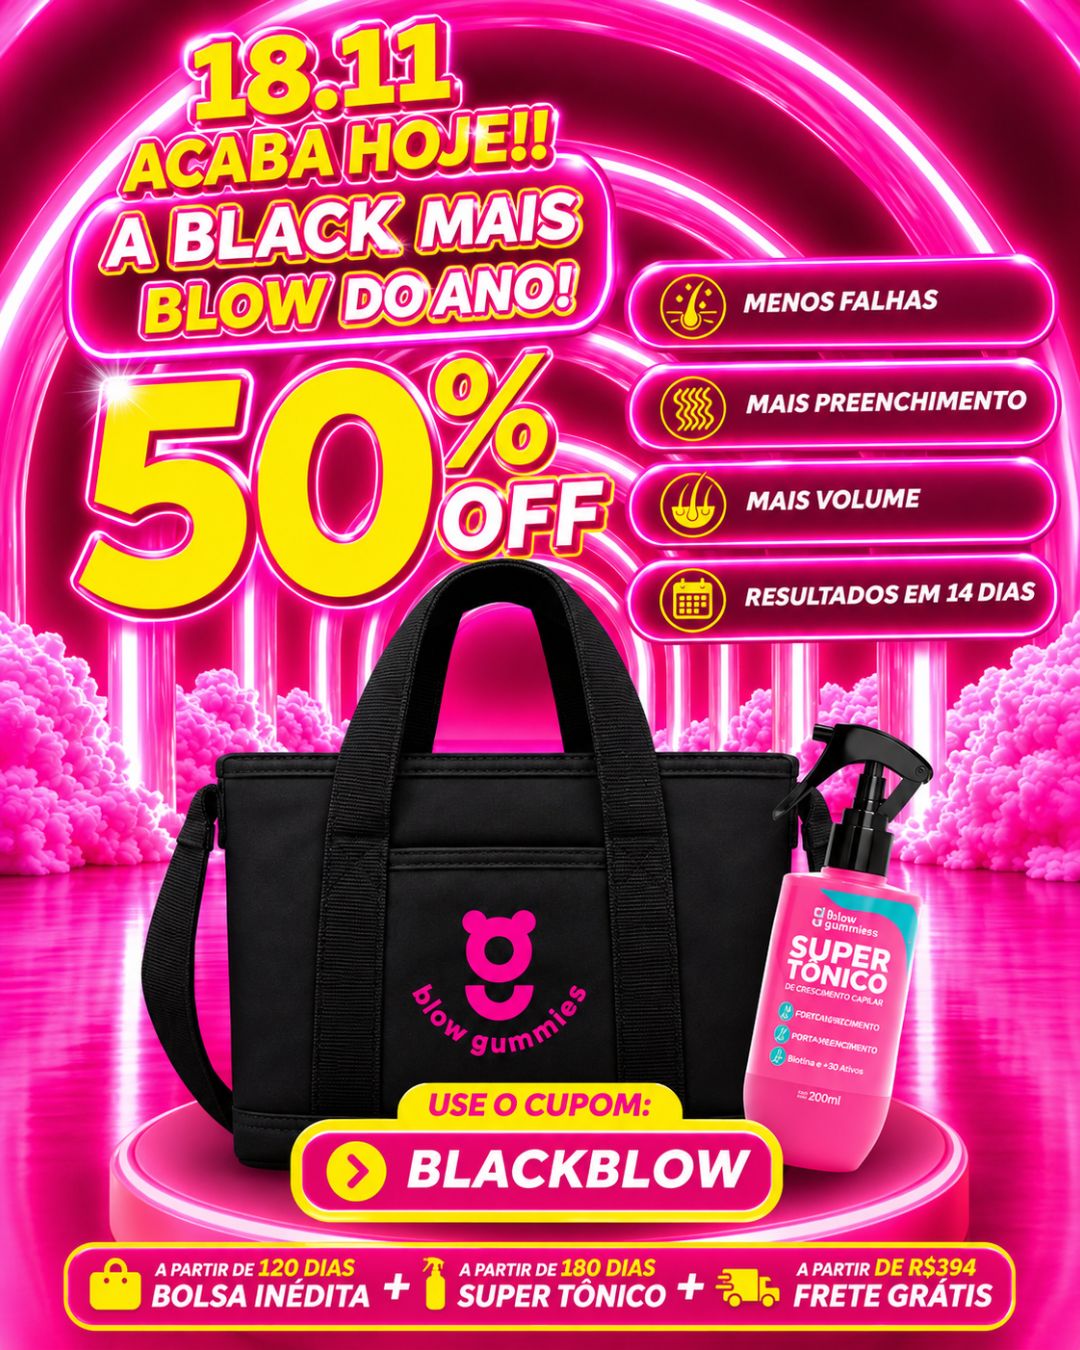 18.11
ACABA HOJE!!
A BLACK MAIS
BLOW DO ANO!
50%
OFF
MENOS FALHAS
MAIS PREENCHIMENTO
MAIS VOLUME
RESULTADOS EM 14 DIAS
blow gummies
gummiess
SUPER
TÔNICO
DE CRESCIMENTO CAPILAR
Biotina e +30 Ativos
200ml
USE O CUPOM:
BLACKBLOW
A PARTIR DE 120 DIAS
BOLSA INÉDITA
+
A PARTIR DE 180 DIAS
SUPER TÔNICO
+
A PARTIR DE R$394
FRETE GRÁTIS